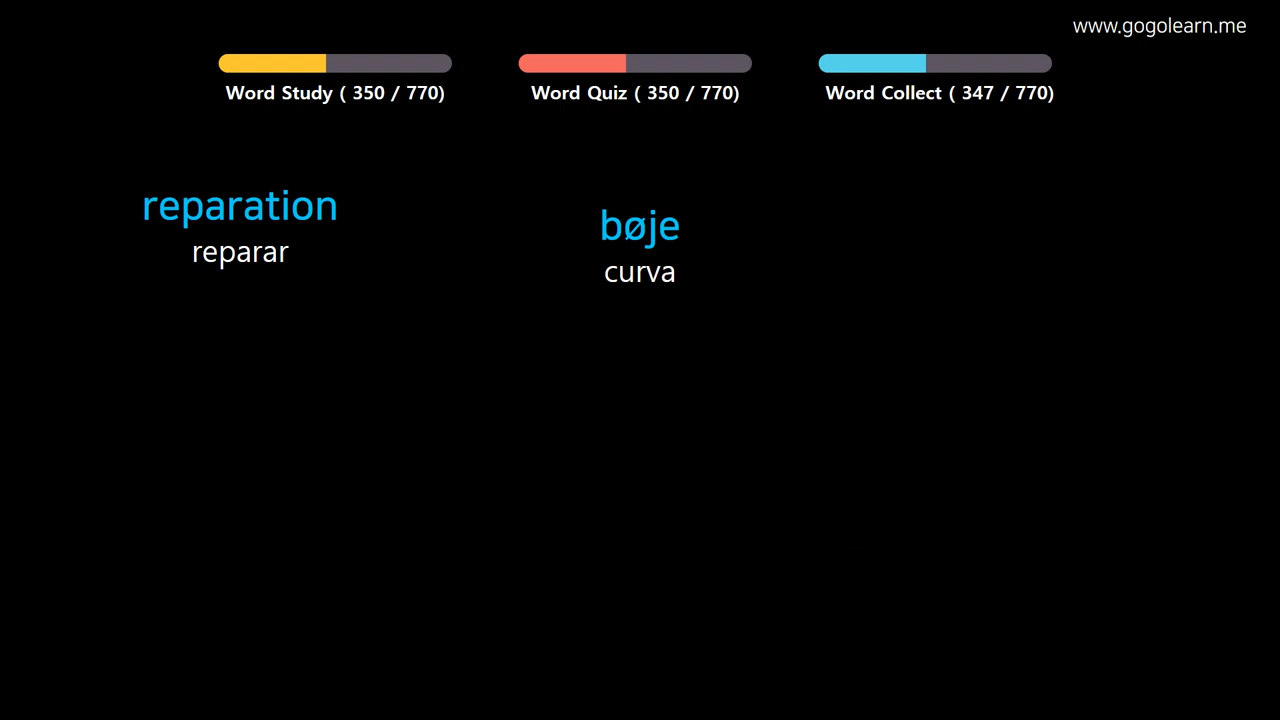 www.gogolearn.me
Word Study ( 350 / 770)
Word Quiz ( 350 / 770)
Word Collect ( 347 / 770)
reparation
reparar
bøje
curva